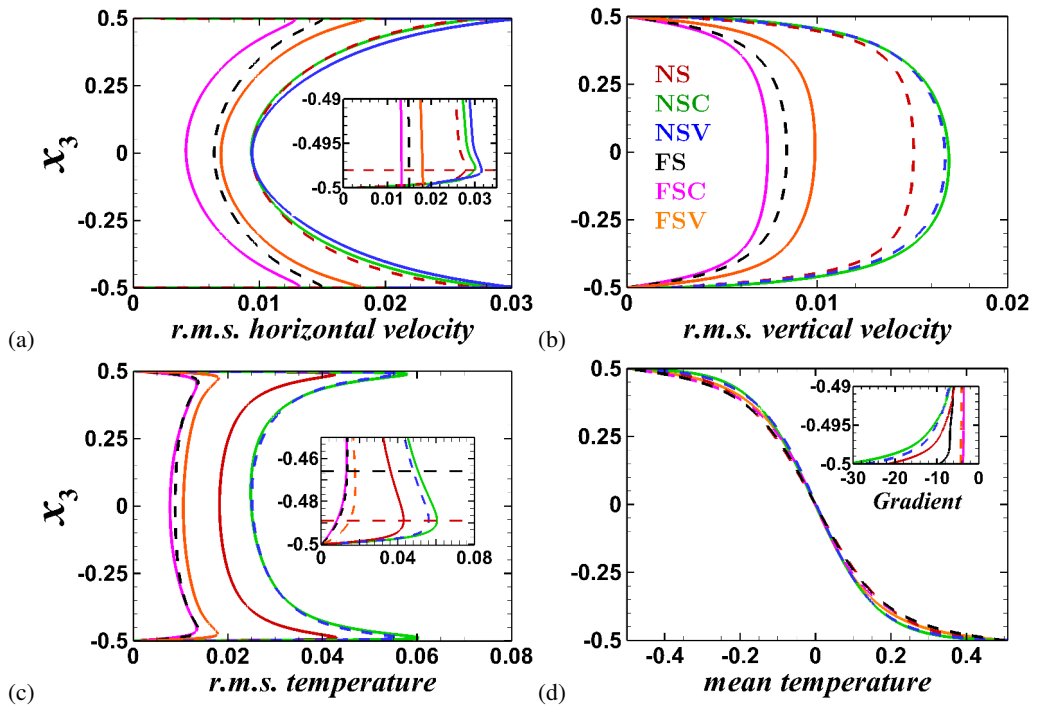 0.5
0.25
0
-0.25
-0.5
x3
0 0.01 0.02 0.03
r.m.s. horizontal velocity
(a)
-0.49
-0.495
-0.5
0 0.01 0.02 0.03
0.5
0.25
0
-0.25
-0.5
0 0.01 0.02
r.m.s. vertical velocity
(b)
NS
NSC
NSV
FS
FSC
FSV
0.5
0.25
0
-0.25
-0.5
x3
0 0.02 0.04 0.06 0.08
r.m.s. temperature
(c)
-0.46
-0.48
-0.5
0 0.04 0.08
0.5
0.25
0
-0.25
-0.5
-0.4 -0.2 0 0.2 0.4
mean temperature
(d)
-0.49
-0.495
-0.5
-30 -20 -10 0
Gradient